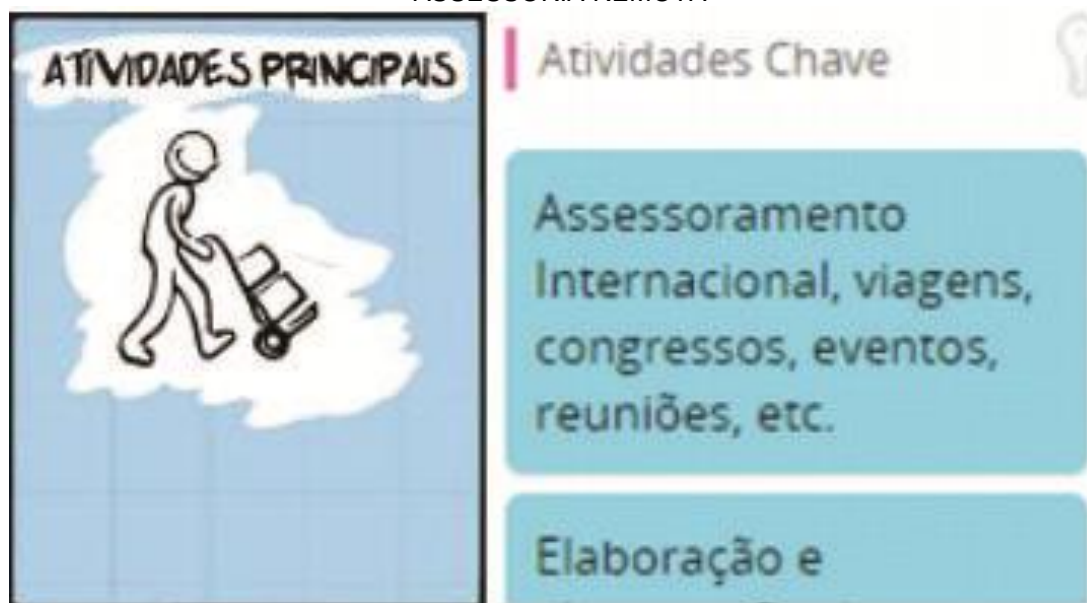 ATIVIDADES PRINCIPAIS
Atividades Chave
Assessoramento
Internacional, viagens,
congressos, eventos,
reuniões, etc.
Elaboração e